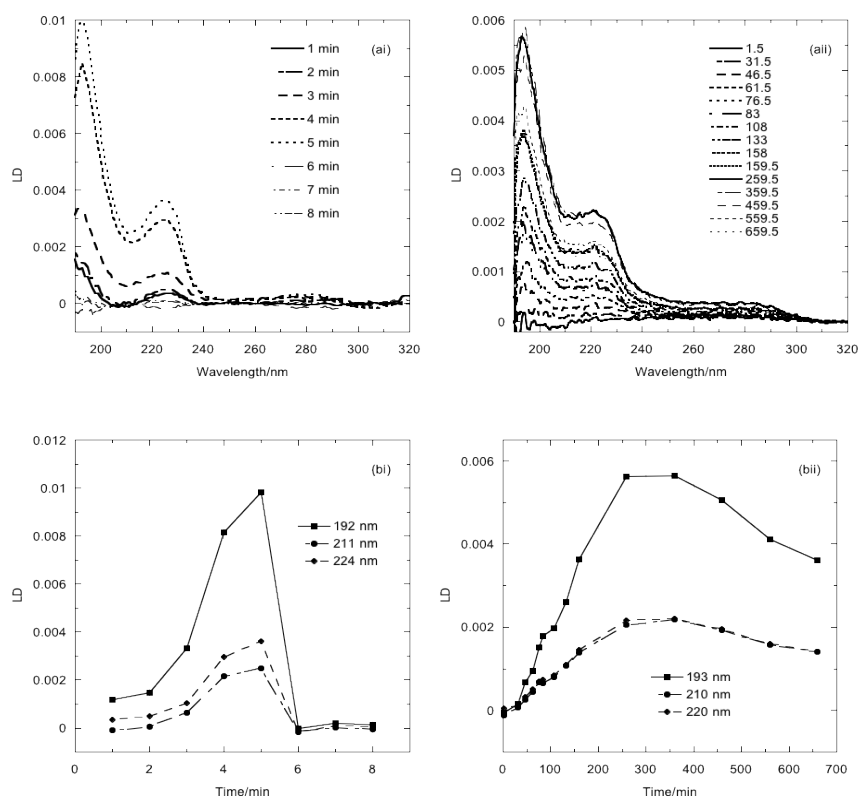 (ai)
0.01
0.008
0.006
0.004
0.002
0
LD
1 min
2 min
3 min
4 min
5 min
6 min
7 min
8 min
200 220 240 260 280 300 320
Wavelength/nm
(aii)
0.006
0.005
0.004
0.003
0.002
0.001
0
LD
1.5
31.5
46.5
61.5
76.5
83
108
133
158
159.5
259.5
359.5
459.5
559.5
659.5
200 220 240 260 280 300 320
Wavelength/nm
(bi)
0.012
0.01
0.008
0.006
0.004
0.002
0
LD
192 nm
211 nm
224 nm
0 2 4 6 8
Time/min
(bii)
0.006
0.004
0.002
0
LD
193 nm
210 nm
220 nm
0 100 200 300 400 500 600 700
Time/min